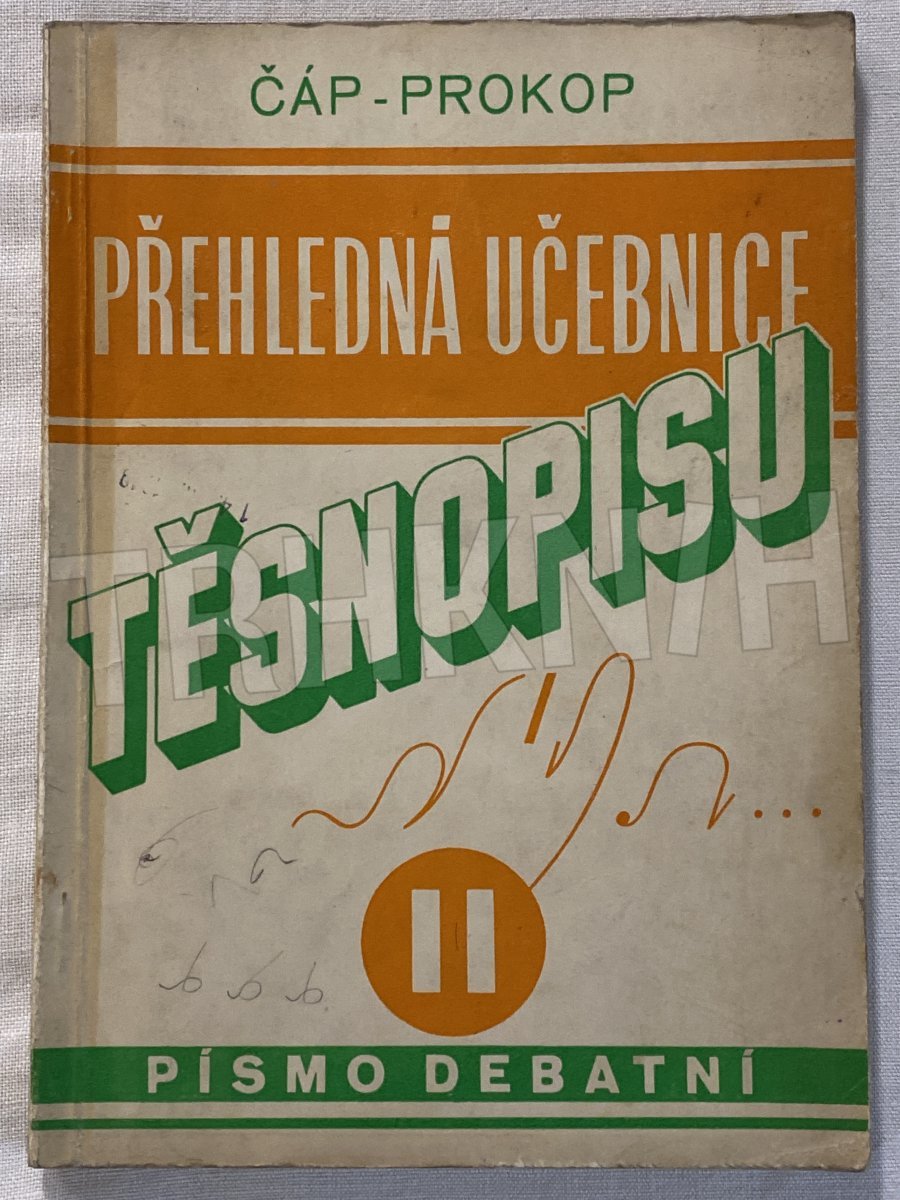 ČÁP - PROKOP
PŘEHLEDNÁ UČEBNICE
TĚSNOPISU
II
PÍSMO DEBATNÍ